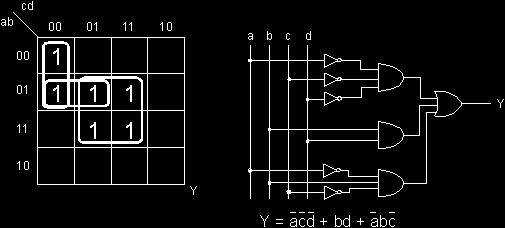 cd
ab
00 01 11 10
00 1
01 1 1 1
11 1 1
10
Y
a b c d
Y
Y = a̅c̅d̅ + bd + a̅bc̅